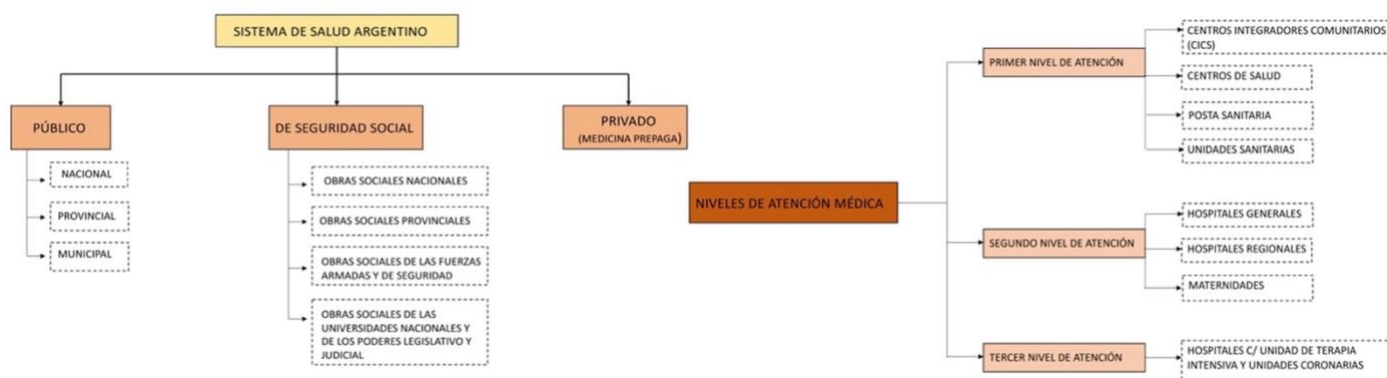 SISTEMA DE SALUD ARGENTINO
PÚBLICO
NACIONAL
PROVINCIAL
MUNICIPAL
DE SEGURIDAD SOCIAL
OBRAS SOCIALES NACIONALES
OBRAS SOCIALES PROVINCIALES
OBRAS SOCIALES DE LAS FUERZAS
ARMADAS Y DE SEGURIDAD
OBRAS SOCIALES DE LAS
UNIVERSIDADES NACIONALES Y
DE LOS PODERES LEGISLATIVO Y
JUDICIAL
PRIVADO
(MEDICINA PREPAGA)
NIVELES DE ATENCIÓN MÉDICA
PRIMER NIVEL DE ATENCIÓN
CENTROS INTEGRADORES COMUNITARIOS
(CICS)
CENTROS DE SALUD
POSTA SANITARIA
UNIDADES SANITARIAS
SEGUNDO NIVEL DE ATENCIÓN
HOSPITALES GENERALES
HOSPITALES REGIONALES
MATERNIDADES
TERCER NIVEL DE ATENCIÓN
HOSPITALES C/ UNIDAD DE TERAPIA
INTENSIVA Y UNIDADES CORONARIAS